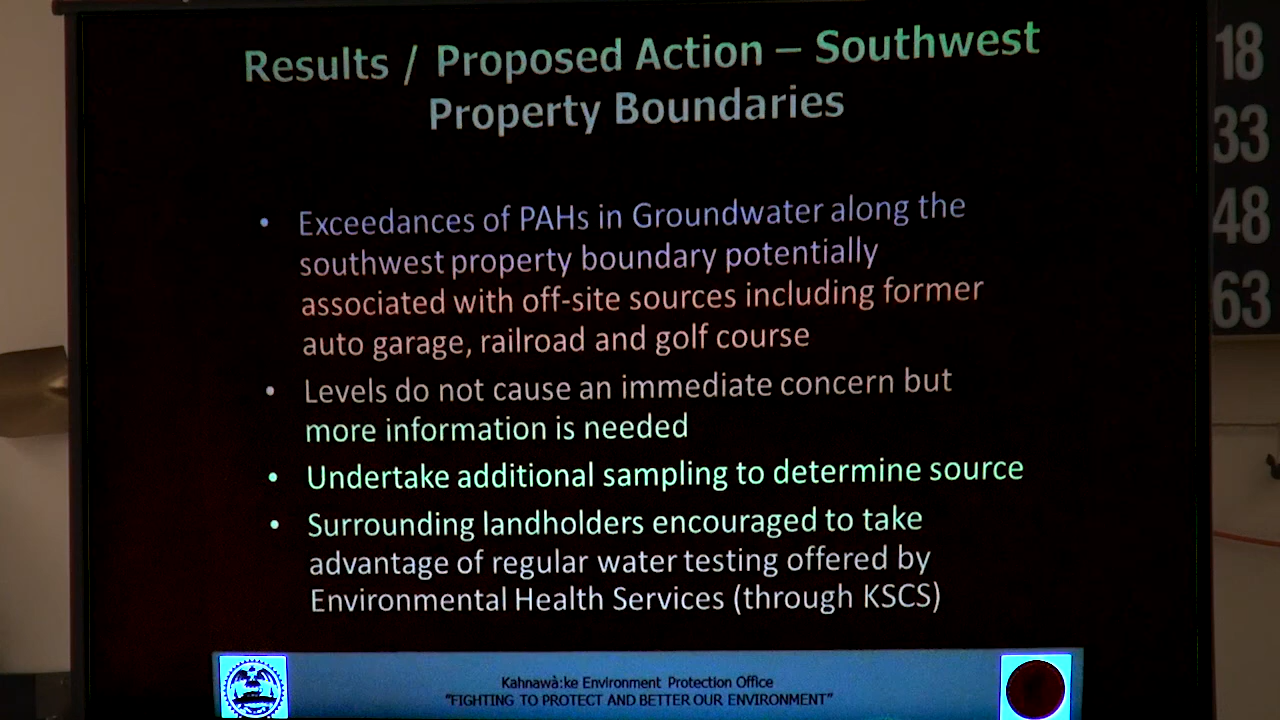 Results / Proposed Action – Southwest
Property Boundaries
• Exceedances of PAHs in Groundwater along the
southwest property boundary potentially
associated with off-site sources including former
auto garage, railroad and golf course
• Levels do not cause an immediate concern but
more information is needed
• Undertake additional sampling to determine source
• Surrounding landholders encouraged to take
advantage of regular water testing offered by
Environmental Health Services (through KSCS)
Kahnawà:ke Environment Protection Office
"FIGHTING TO PROTECT AND BETTER OUR ENVIRONMENT"
18
33
48
63